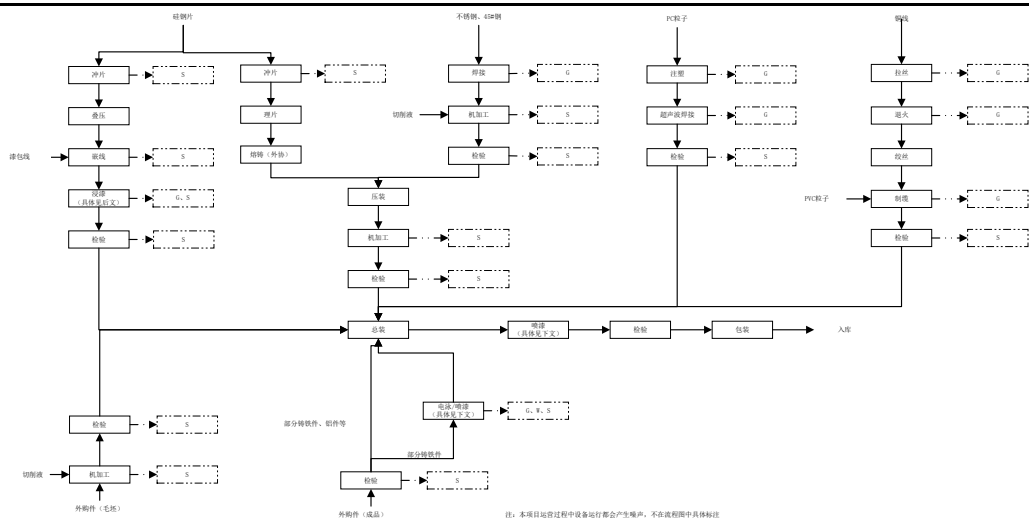 硅钢片
不锈钢、45#钢
PC粒子
铜线
冲片
S
冲片
S
焊接
G
注塑
G
拉丝
G
叠压
理片
切削液
机加工
S
超声波焊接
G
退火
G
漆包线
嵌线
S
熔铸（外协）
检验
S
检验
S
绞丝
浸漆
（具体见后文）
G、S
压装
PVC粒子
制缆
G
检验
S
机加工
S
检验
S
检验
S
总装
喷漆
（具体见下文）
检验
包装
入库
电泳/喷漆
（具体见下文）
G、W、S
检验
S
部分铸铁件、铝件等
部分铸铁件
切削液
机加工
S
检验
S
外购件（毛坯）
外购件（成品）
注：本项目运营过程中设备运行都会产生噪声，不在流程图中具体标注